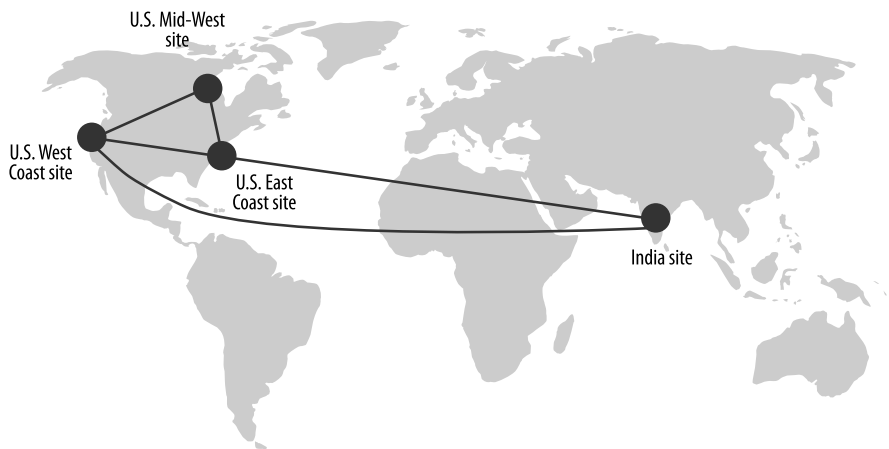 U.S. Mid-West
site
U.S. West
Coast site
U.S. East
Coast site
India site